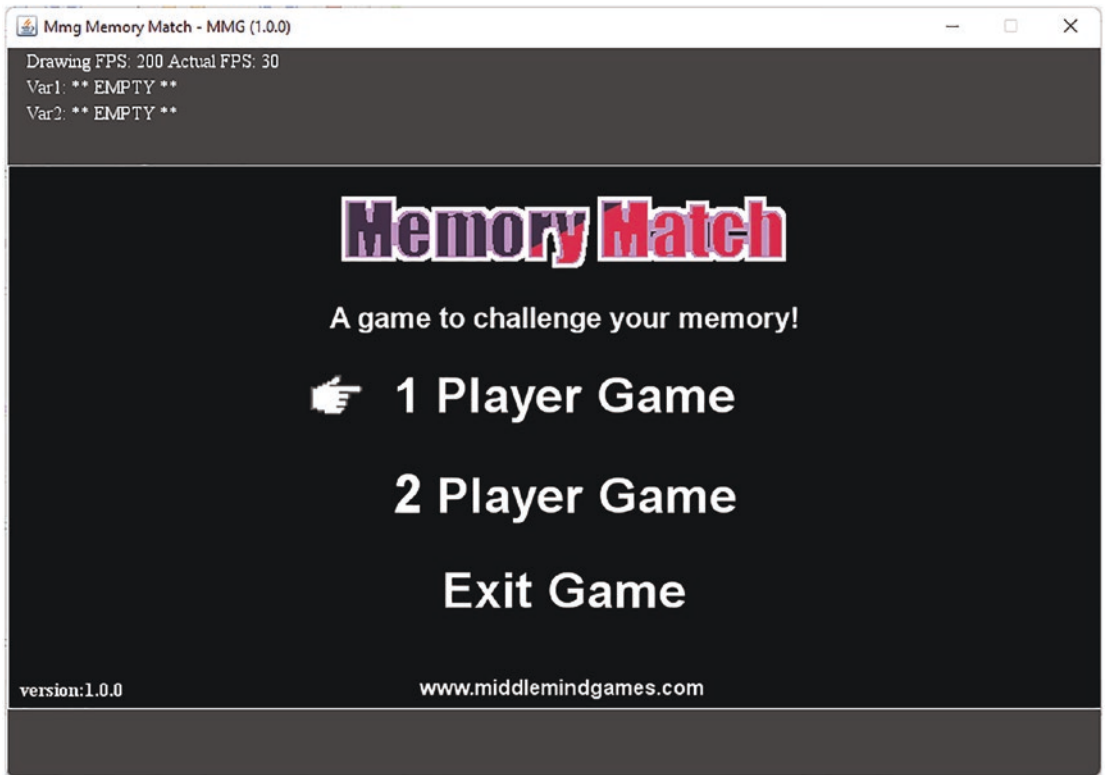 Mmg Memory Match - MMG (1.0.0)
Drawing FPS: 200 Actual FPS: 30
Var1: ** EMPTY **
Var2: ** EMPTY **
Memory Match
A game to challenge your memory!
1 Player Game
2 Player Game
Exit Game
version:1.0.0
www.middlemindgames.com